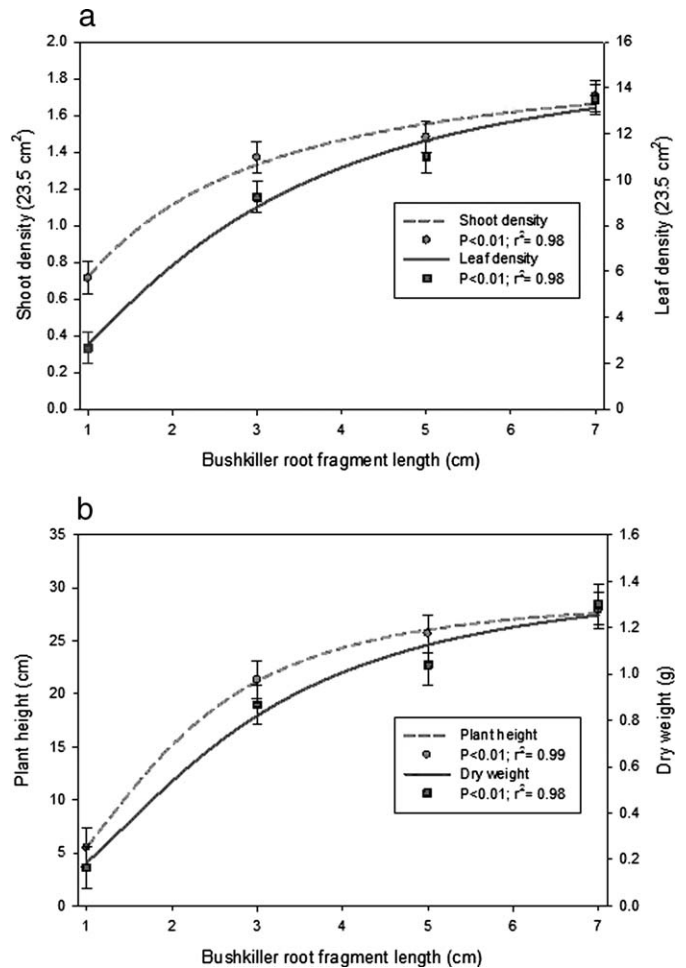 a
2.0
1.8
1.6
1.4
1.2
1.0
0.8
0.6
0.4
0.2
0.0
Shoot density (23.5 cm²)
16
14
12
10
8
6
4
2
0
Leaf density (23.5 cm²)
Shoot density
P<0.01; r²= 0.98
Leaf density
P<0.01; r²= 0.98
1 2 3 4 5 6 7
Bushkiller root fragment length (cm)
b
35
30
25
20
15
10
5
0
Plant height (cm)
1.6
1.4
1.2
1.0
0.8
0.6
0.4
0.2
0.0
Dry weight (g)
Plant height
P<0.01; r²= 0.99
Dry weight
P<0.01; r²= 0.98
1 2 3 4 5 6 7
Bushkiller root fragment length (cm)